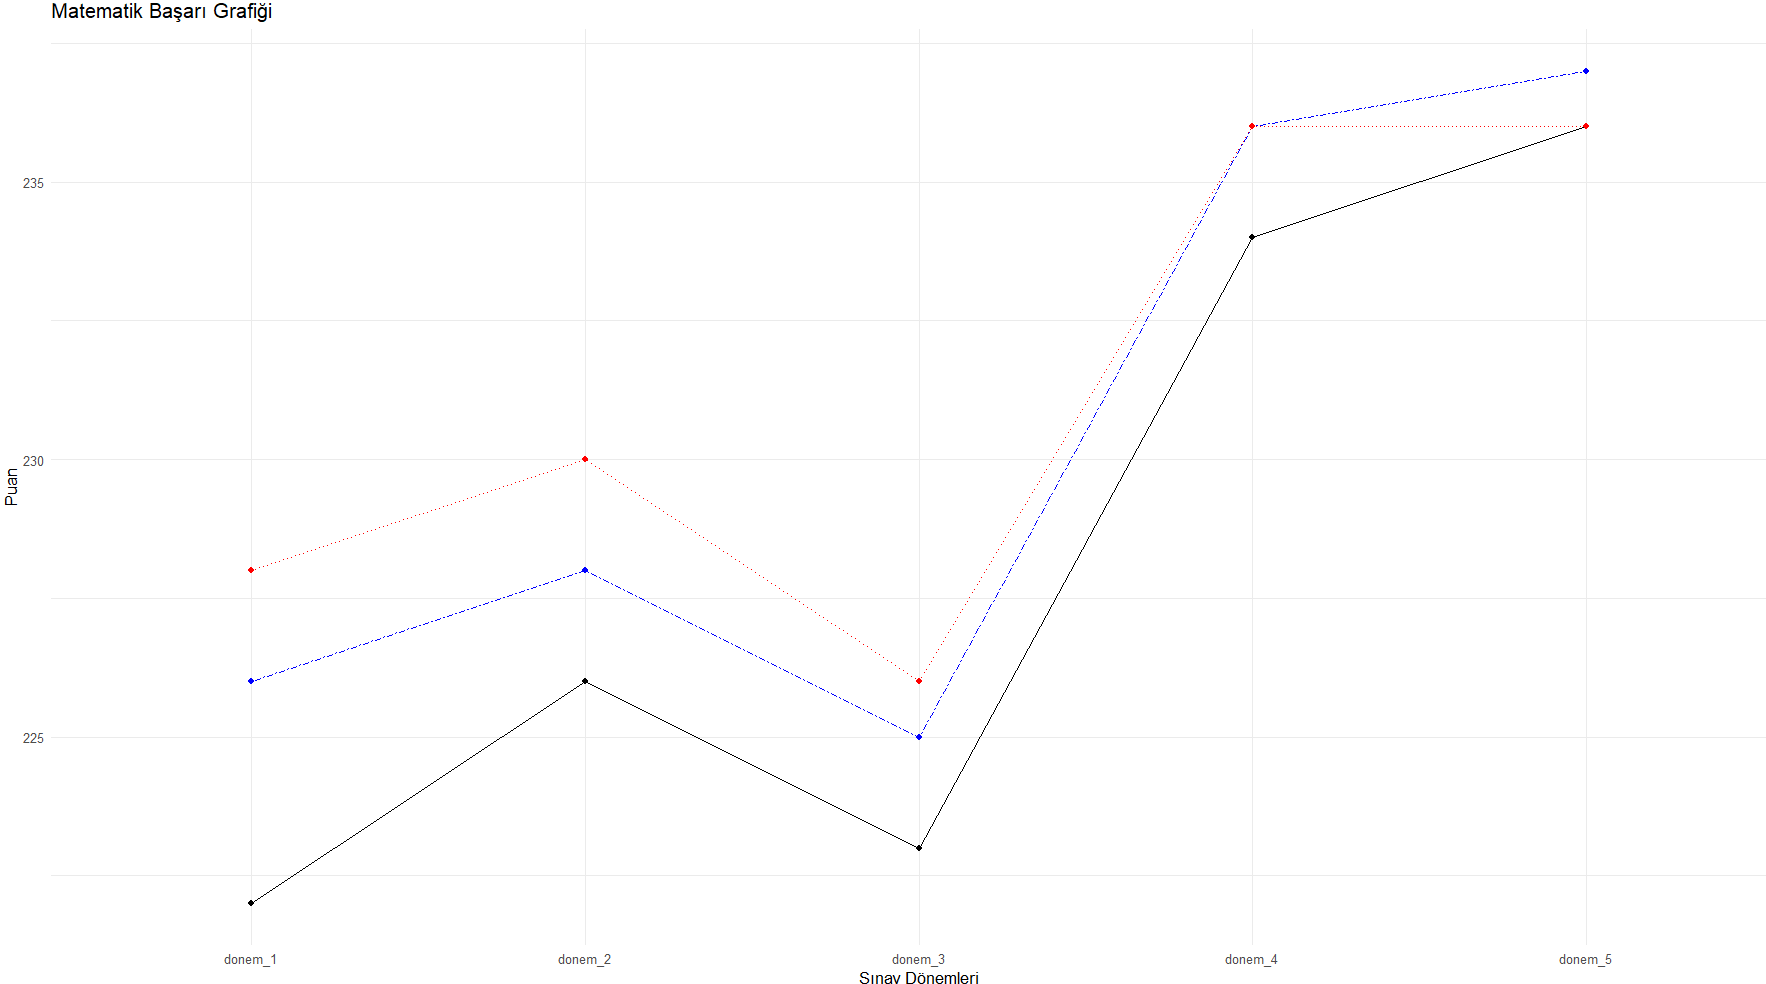 Matematik Başarı Grafiği
235
230
225
Puan
donem_1
donem_2
donem_3
donem_4
donem_5
Sınav Dönemleri